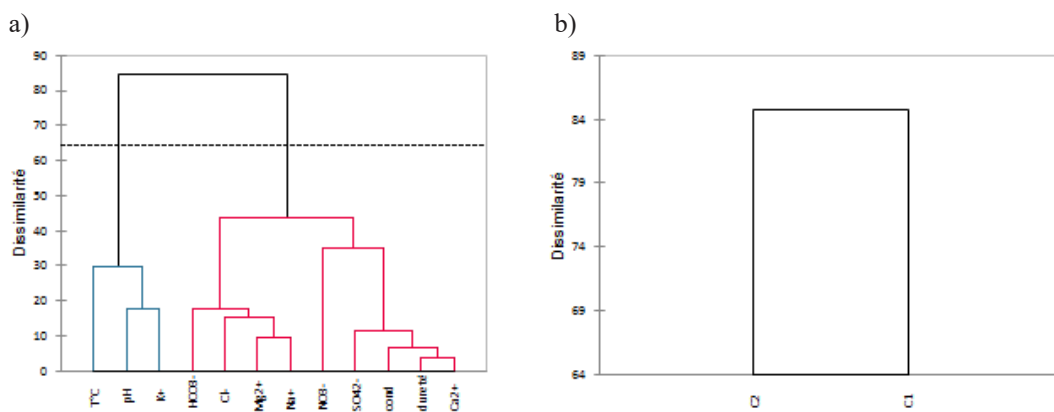 a)
b)
90
80
70
60
50
40
30
20
10
0
Dissimilarité
T°C
pH
K+
HCO3-
Cl-
Mg2+
Na+
NO3-
SO42-
cond
dureté
Ca2+
89
84
79
74
69
64
Dissimilarité
C2
C1